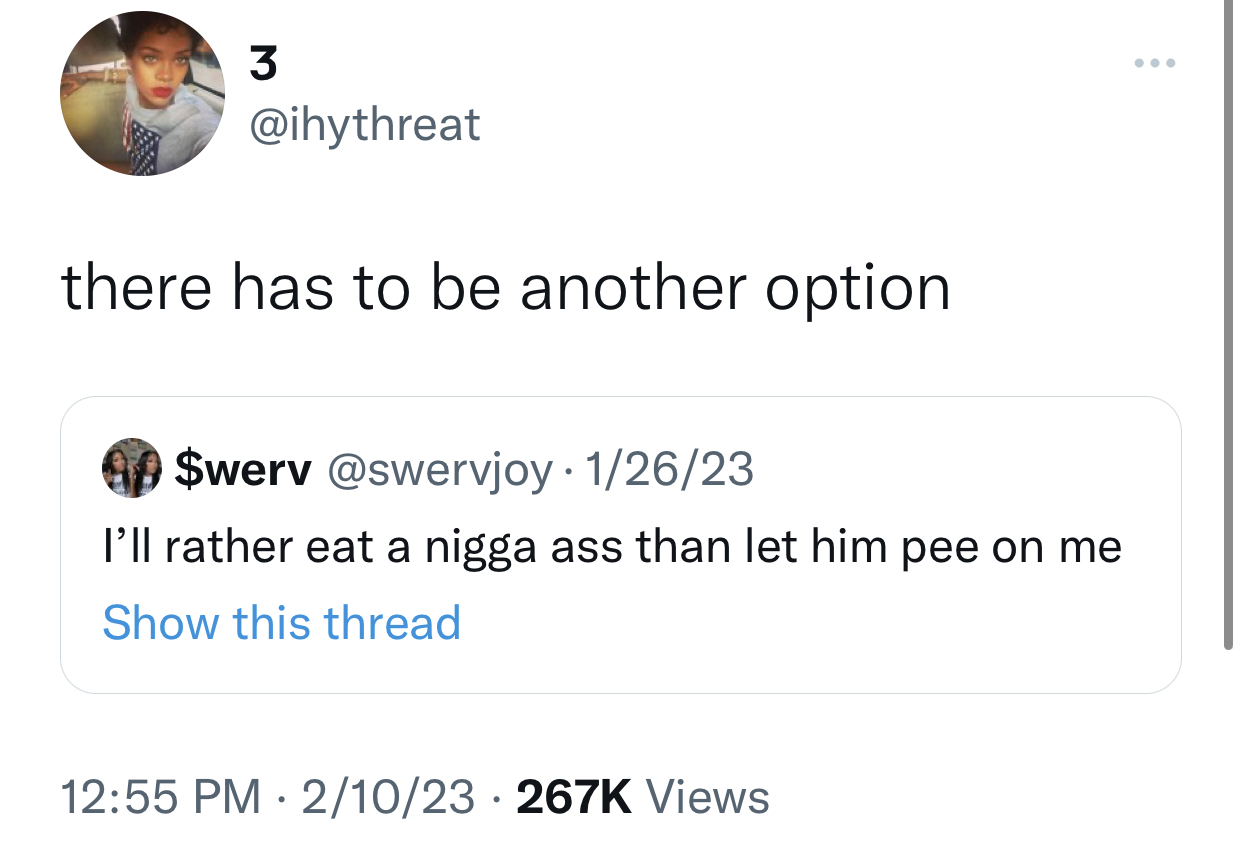 3
@ihythreat
there has to be another option
$werv @swervjoy · 1/26/23
I’ll rather eat a nigga ass than let him pee on me
Show this thread
12:55 PM · 2/10/23 · 267K Views